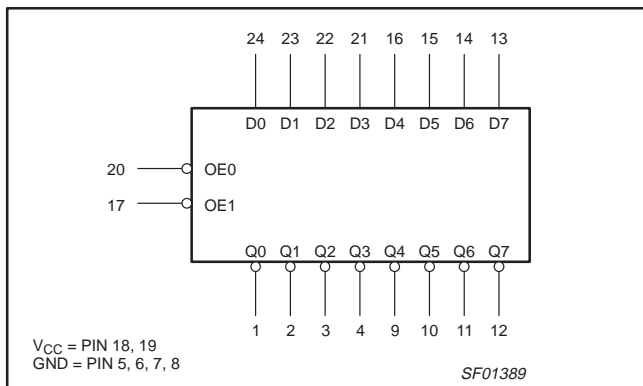 24 23 22 21 16 15 14 13
D0 D1 D2 D3 D4 D5 D6 D7
20 OE0
17 OE1
Q0 Q1 Q2 Q3 Q4 Q5 Q6 Q7
1 2 3 4 9 10 11 12
VCC = PIN 18, 19
GND = PIN 5, 6, 7, 8
SF01389